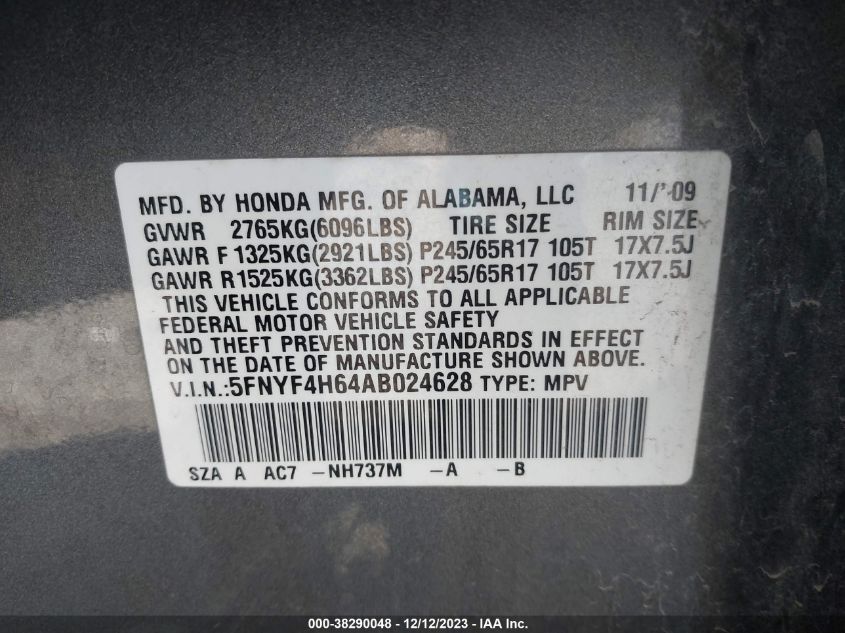 MFD. BY HONDA MFG. OF ALABAMA, LLC 11/'09
GVWR 2765KG(6096LBS) TIRE SIZE RIM SIZE
GAWR F 1325KG(2921LBS) P245/65R17 105T 17X7.5J
GAWR R1525KG(3362LBS) P245/65R17 105T 17X7.5J
THIS VEHICLE CONFORMS TO ALL APPLICABLE
FEDERAL MOTOR VEHICLE SAFETY
AND THEFT PREVENTION STANDARDS IN EFFECT
ON THE DATE OF MANUFACTURE SHOWN ABOVE.
V.I.N.:5FNYF4H64AB024628 TYPE: MPV
SZA A AC7 -NH737M -A -B
000-38290048 - 12/12/2023 - IAA Inc.